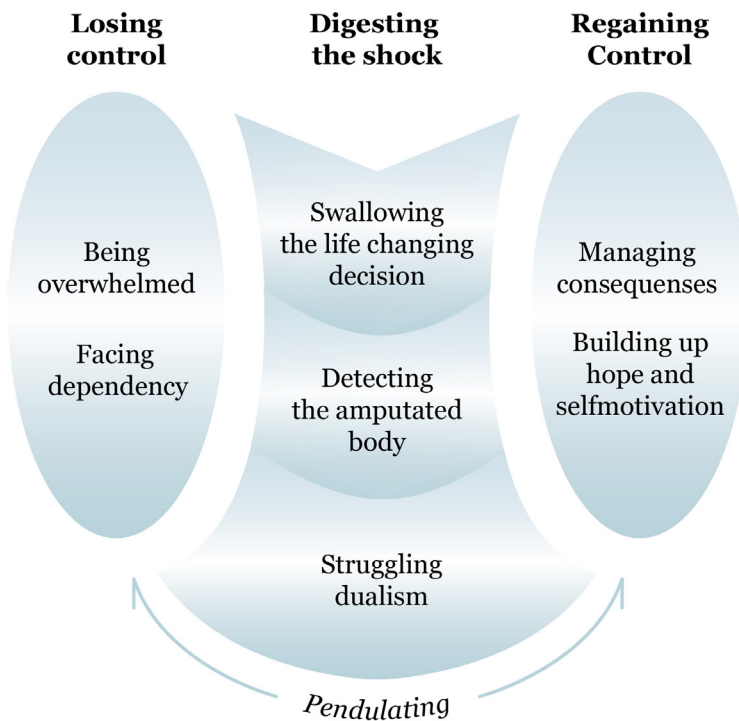 Losing
control
Being
overwhelmed
Facing
dependency
Digesting
the shock
Swallowing
the life changing
decision
Detecting
the amputated
body
Struggling
dualism
Regaining
Control
Managing
consequenses
Building up
hope and
selfmotivation
Pendulating